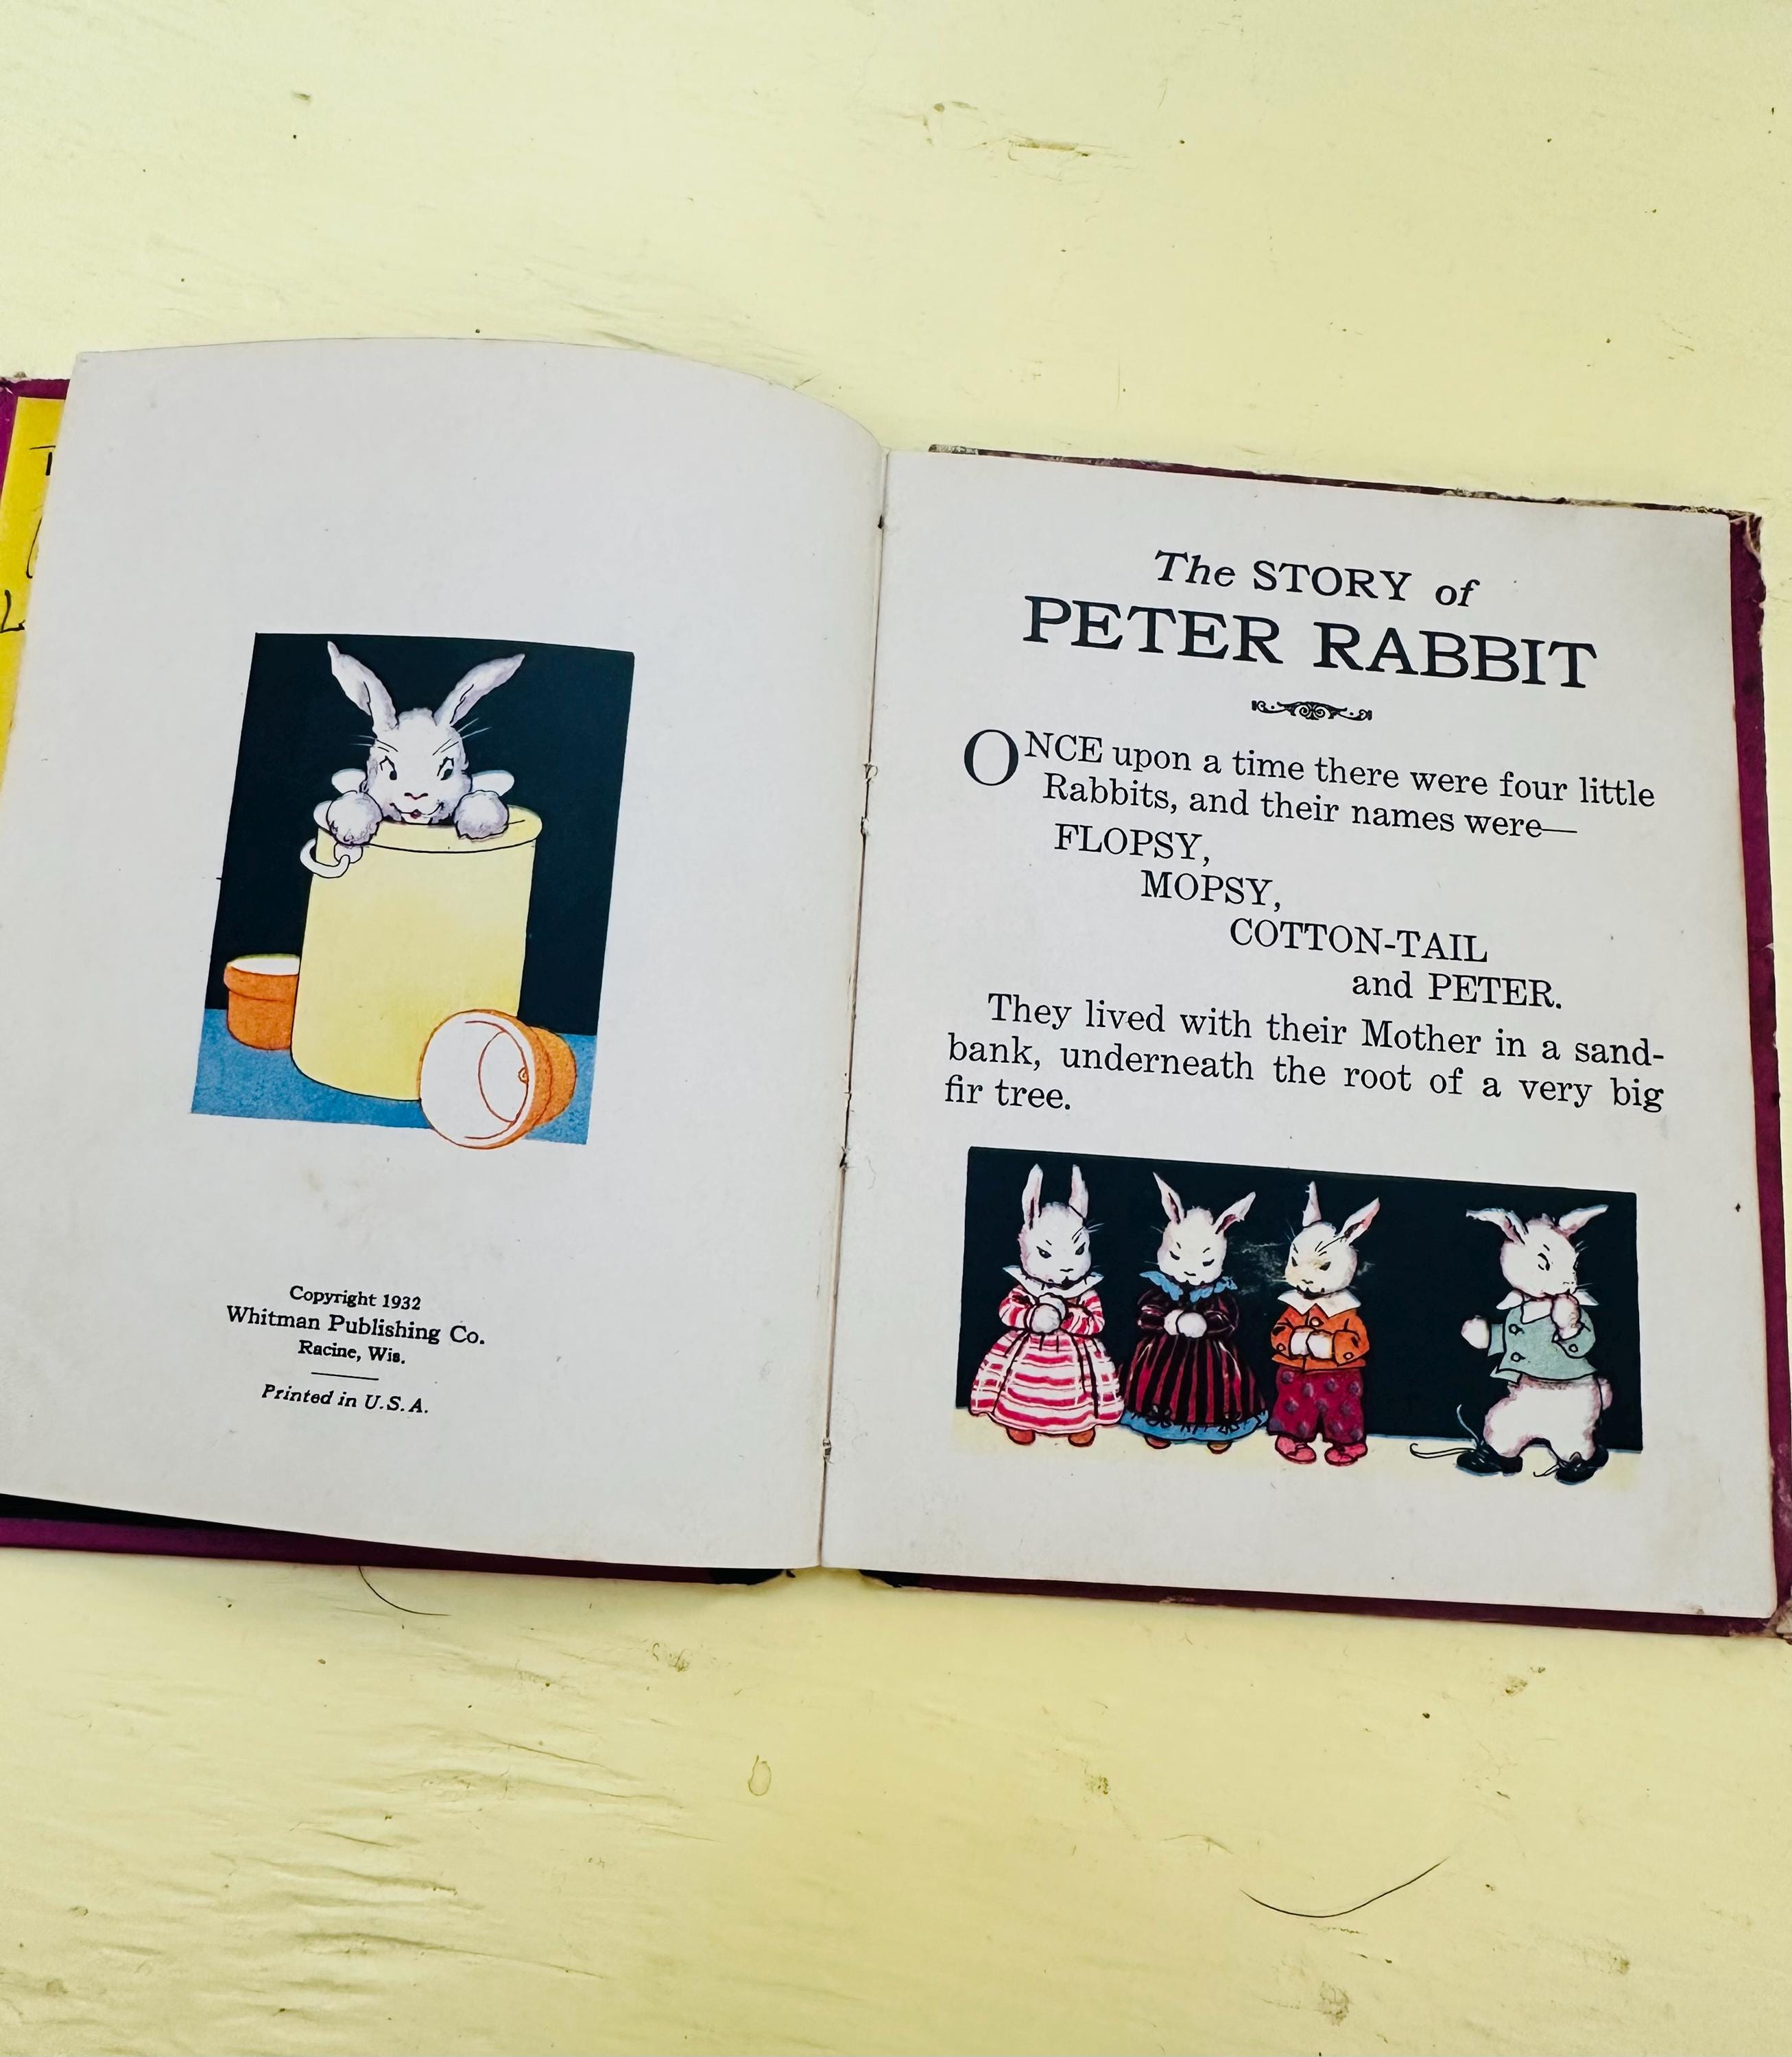 Copyright 1932
Whitman Publishing Co.
Racine, Wis.
Printed in U.S.A.
The STORY of
PETER RABBIT
ONCE upon a time there were four little
Rabbits, and their names were—
FLOPSY,
MOPSY,
COTTON-TAIL
and PETER.
They lived with their Mother in a sand-
bank, underneath the root of a very big
fir tree.